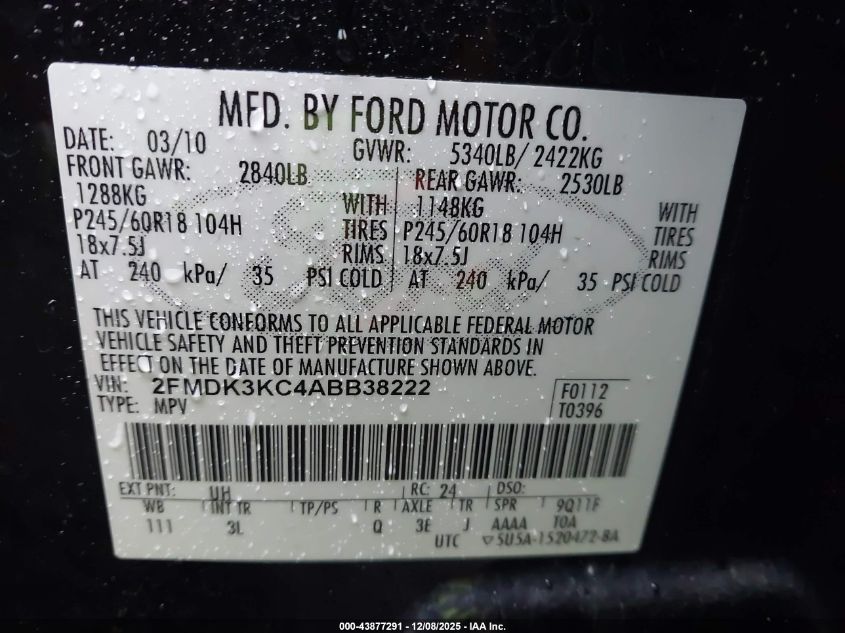 MFD. BY FORD MOTOR CO.
DATE: 03/10 GVWR: 5340LB/ 2422KG
FRONT GAWR: 2840LB REAR GAWR: 2530LB
1288KG WITH 1148KG WITH
P245/60R18 104H TIRES P245/60R18 104H TIRES
18x7.5J RIMS 18x7.5J RIMS
AT 240 kPa/ 35 PSI COLD AT 240 kPa/ 35 PSI COLD
THIS VEHICLE CONFORMS TO ALL APPLICABLE FEDERAL MOTOR
VEHICLE SAFETY AND THEFT PREVENTION STANDARDS IN
EFFECT ON THE DATE OF MANUFACTURE SHOWN ABOVE.
VIN: 2FMDK3KC4ABB38222 F0112
TYPE: MPV T0396
EXT PNT: UH RC: 24 DSO:
WB INT TR TP/PS R AXLE TR SPR 9Q11F
111 3L Q 3E J AAAA T0A
UTC ▽5U5A-1520472-BA
000-43877291 - 12/08/2025 - IAA Inc.